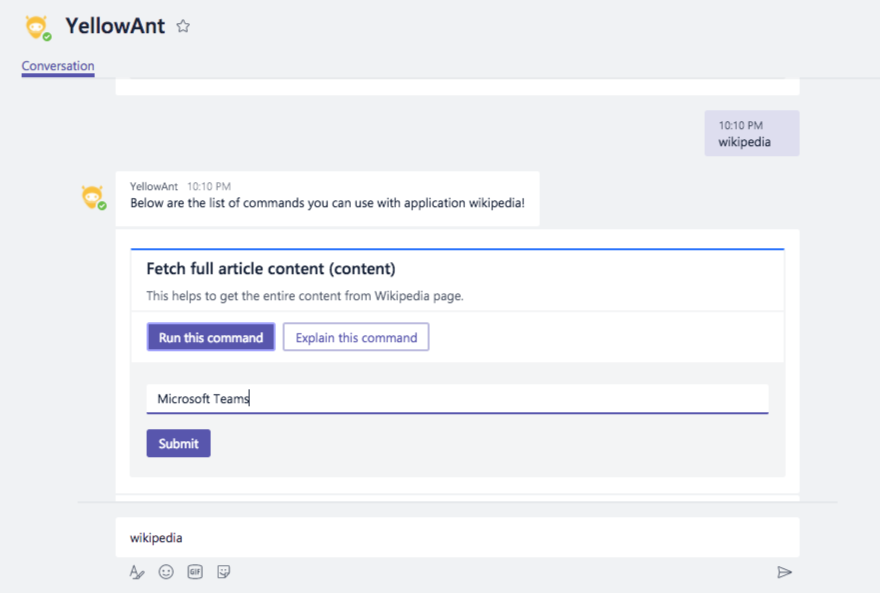 YellowAnt
Conversation
10:10 PM
wikipedia
YellowAnt 10:10 PM
Below are the list of commands you can use with application wikipedia!
Fetch full article content (content)
This helps to get the entire content from Wikipedia page.
Run this command Explain this command
Microsoft Teams
Submit
wikipedia
GIF